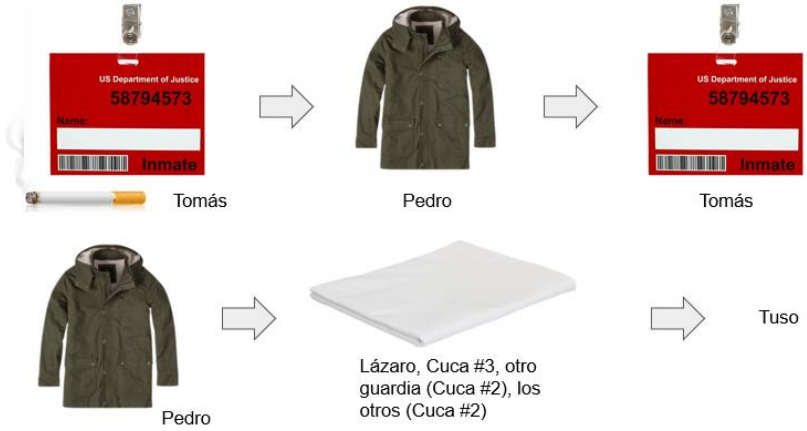 US Department of Justice
58794573
Name:
Inmate
US Department of Justice
58794573
Name:
Inmate
Tomás
Pedro
Tomás
Tuso
Lázaro, Cuca #3, otro
guardia (Cuca #2), los
otros (Cuca #2)
Pedro